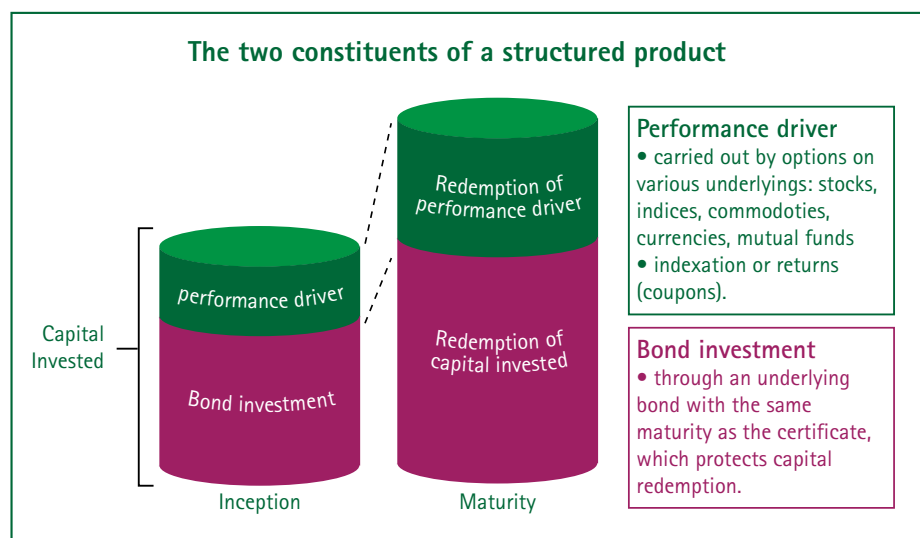 The two constituents of a structured product
Capital
Invested
performance driver
Bond investment
Inception
Redemption of
performance driver
Redemption of
capital invested
Maturity
Performance driver
• carried out by options on
various underlyings: stocks,
indices, commodoties,
currencies, mutual funds
• indexation or returns
(coupons).
Bond investment
• through an underlying
bond with the same
maturity as the certificate,
which protects capital
redemption.